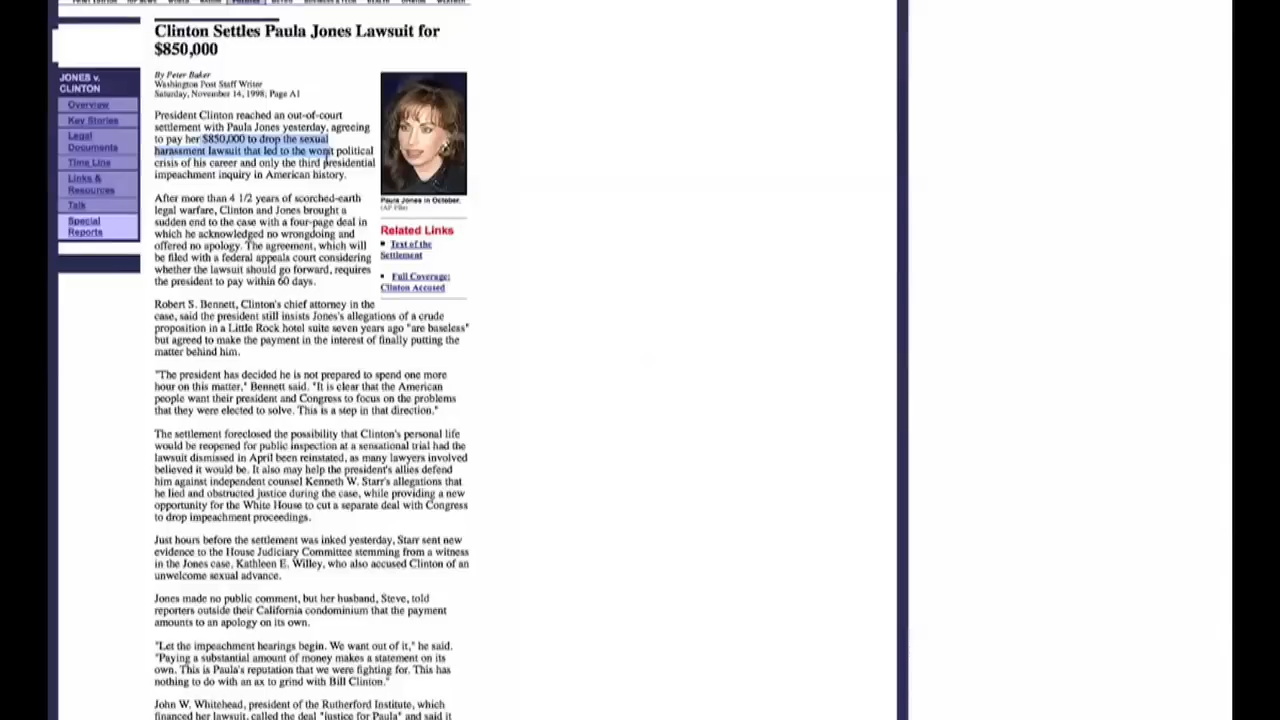 Clinton Settles Paula Jones Lawsuit for
$850,000
By Peter Baker
Washington Post Staff Writer
Saturday, November 14, 1998; Page A1
JONES v.
CLINTON
Overview
Key Stories
Legal
Documents
Time Line
Links &
Resources
Talk
Special
Reports
President Clinton reached an out-of-court
settlement with Paula Jones yesterday, agreeing
to pay her $850,000 to drop the sexual
harassment lawsuit that led to the worst political
crisis of his career and only the third presidential
impeachment inquiry in American history.
After more than 4 1/2 years of scorched-earth
legal warfare, Clinton and Jones brought a
sudden end to the case with a four-page deal in
which he acknowledged no wrongdoing and
offered no apology. The agreement, which will
be filed with a federal appeals court considering
whether the lawsuit should go forward, requires
the president to pay within 60 days.
Paula Jones in October.
(AP File)
Related Links
Text of the
Settlement
Full Coverage:
Clinton Accused
Robert S. Bennett, Clinton's chief attorney in the
case, said the president still insists Jones's allegations of a crude
proposition in a Little Rock hotel suite seven years ago "are baseless"
but agreed to make the payment in the interest of finally putting the
matter behind him.
"The president has decided he is not prepared to spend one more
hour on this matter," Bennett said. "It is clear that the American
people want their president and Congress to focus on the problems
that they were elected to solve. This is a step in that direction."
The settlement foreclosed the possibility that Clinton's personal life
would be reopened for public inspection at a sensational trial had the
lawsuit dismissed in April been reinstated, as many lawyers involved
believed it would be. It also may help the president's allies defend
him against independent counsel Kenneth W. Starr's allegations that
he lied and obstructed justice during the case, while providing a new
opportunity for the White House to cut a separate deal with Congress
to drop impeachment proceedings.
Just hours before the settlement was inked yesterday, Starr sent new
evidence to the House Judiciary Committee stemming from a witness
in the Jones case, Kathleen E. Willey, who also accused Clinton of an
unwelcome sexual advance.
Jones made no public comment, but her husband, Steve, told
reporters outside their California condominium that the payment
amounts to an apology on its own.
"Let the impeachment hearings begin. We want out of it," he said.
"Paying a substantial amount of money makes a statement on its
own. This is Paula's reputation that we were fighting for. This has
nothing to do with an ax to grind with Bill Clinton."
John W. Whitehead, president of the Rutherford Institute, which
financed her lawsuit, called the deal "justice for Paula" and said it